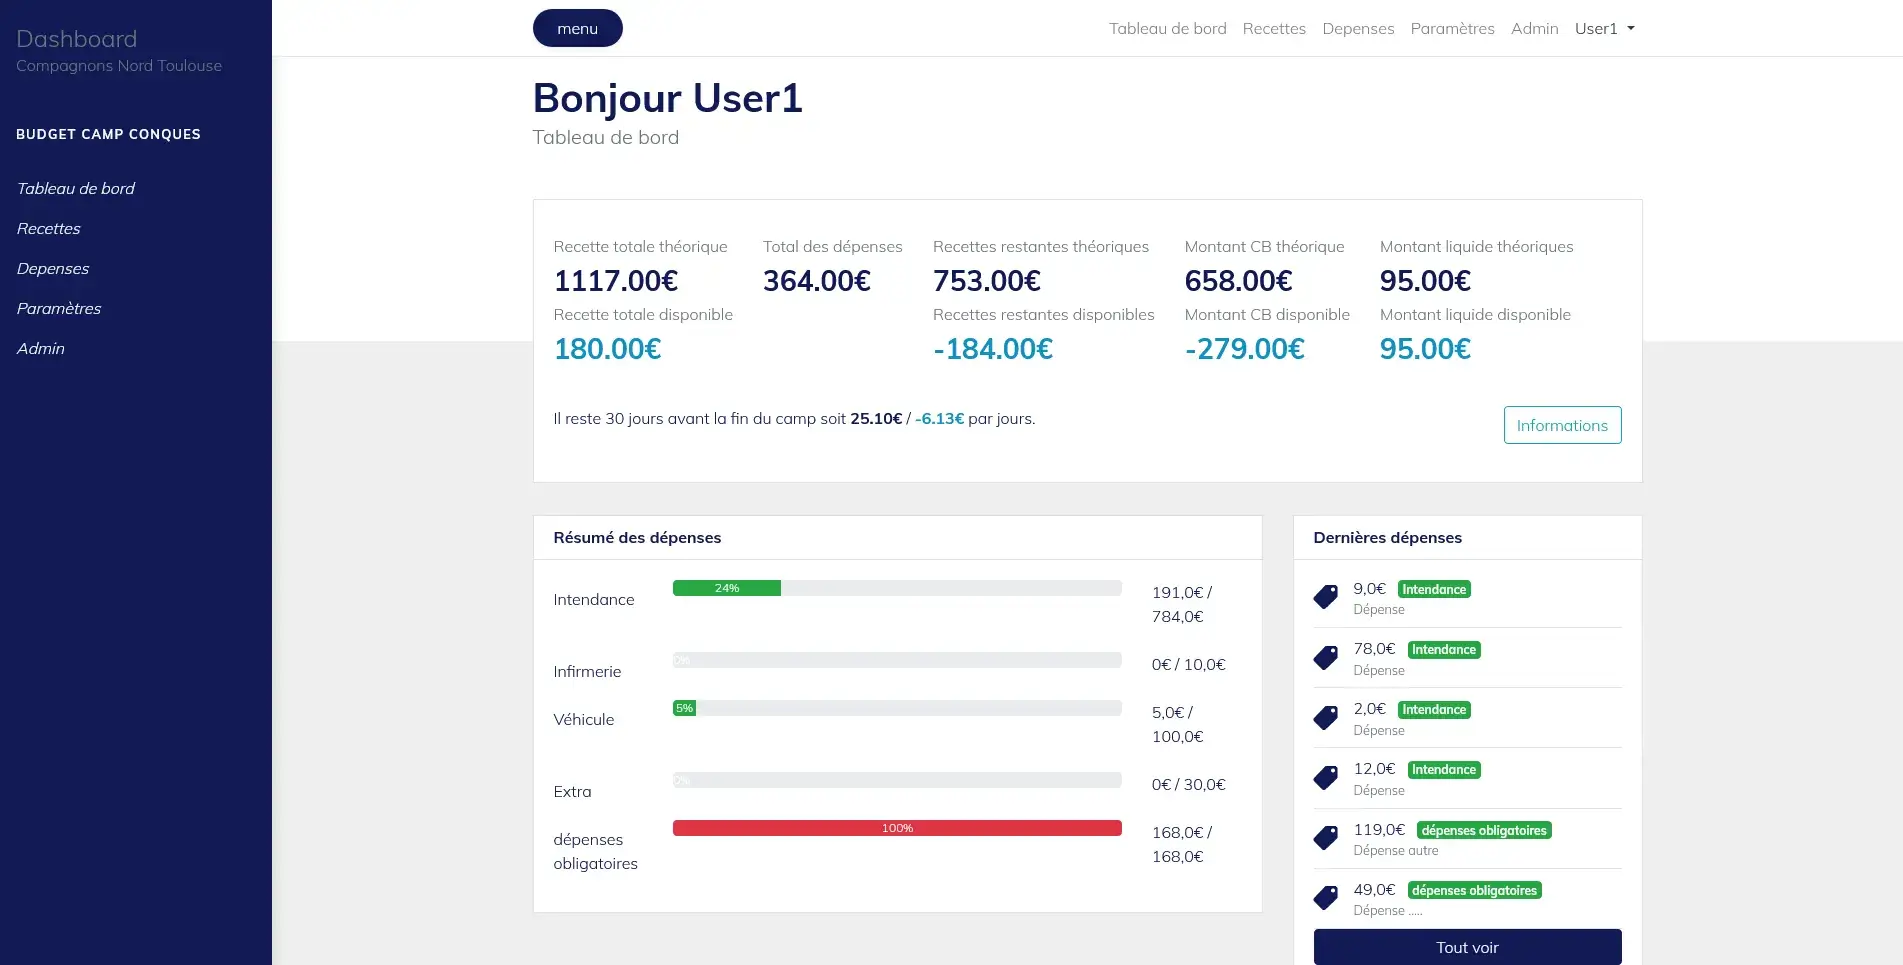 Dashboard
Compagnons Nord Toulouse
BUDGET CAMP CONQUES
Tableau de bord
Recettes
Depenses
Paramètres
Admin
menu
Tableau de bord Recettes Depenses Paramètres Admin User1
Bonjour User1
Tableau de bord
Recette totale théorique Total des dépenses Recettes restantes théoriques Montant CB théorique Montant liquide théoriques
1117.00€ 364.00€ 753.00€ 658.00€ 95.00€
Recette totale disponible Recettes restantes disponibles Montant CB disponible Montant liquide disponible
180.00€ -184.00€ -279.00€ 95.00€
Il reste 30 jours avant la fin du camp soit 25.10€ / -6.13€ par jours.
Informations
Résumé des dépenses
Intendance 24% 191,0€ /
784,0€
Infirmerie 0% 0€ / 10,0€
Véhicule 5% 5,0€ /
100,0€
Extra 0% 0€ / 30,0€
dépenses
obligatoires 100% 168,0€ /
168,0€
Dernières dépenses
9,0€ Intendance
Dépense
78,0€ Intendance
Dépense
2,0€ Intendance
Dépense
12,0€ Intendance
Dépense
119,0€ dépenses obligatoires
Dépense autre
49,0€ dépenses obligatoires
Dépense .....
Tout voir